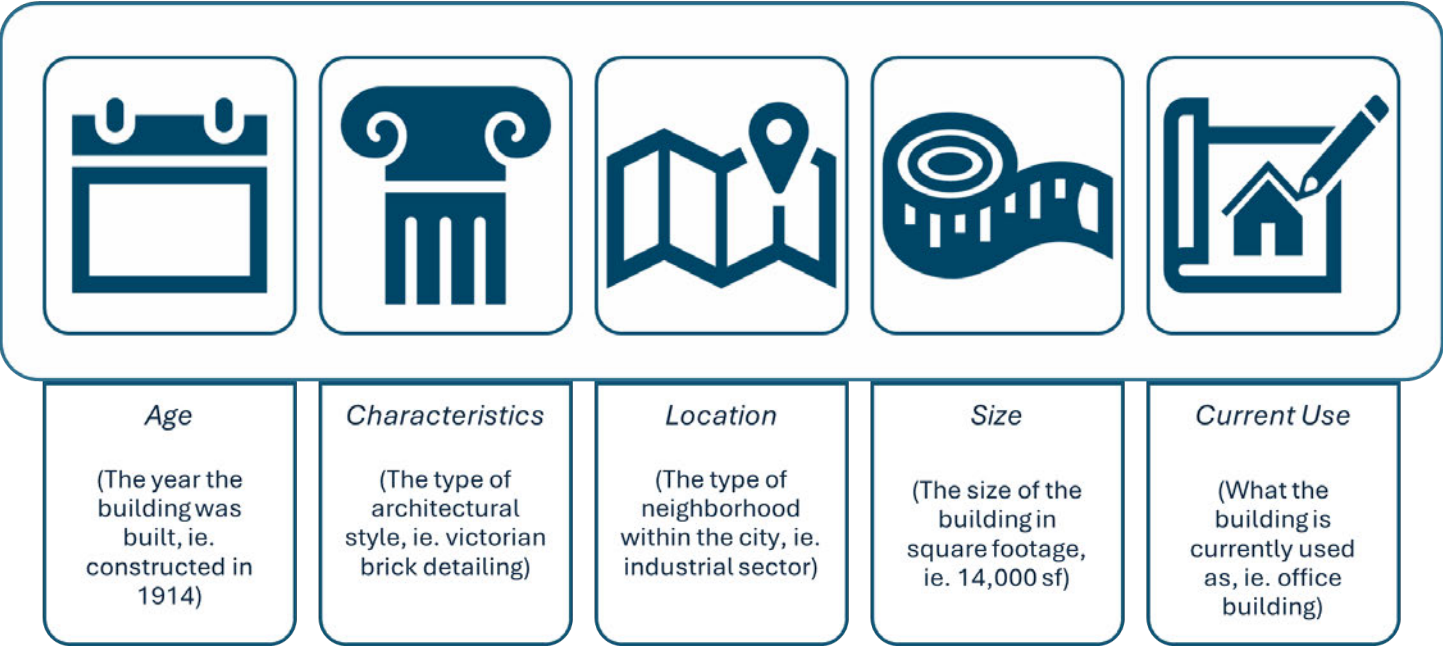 Age
(The year the
building was
built, ie.
constructed in
1914)
Characteristics
(The type of
architectural
style, ie. victorian
brick detailing)
Location
(The type of
neighborhood
within the city, ie.
industrial sector)
Size
(The size of the
building in
square footage,
ie. 14,000 sf)
Current Use
(What the
building is
currently used
as, ie. office
building)